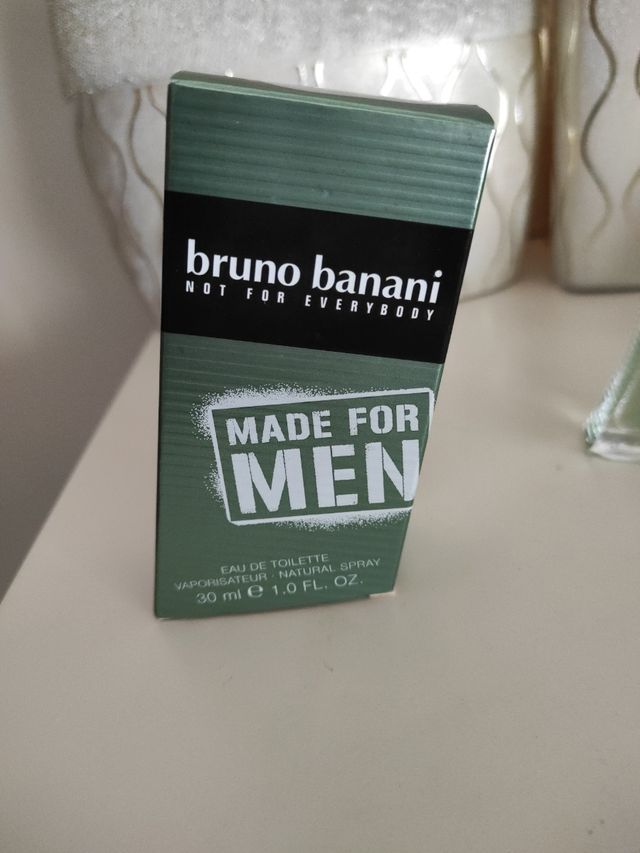 bruno banani
NOT FOR EVERYBODY
MADE FOR
MEN
EAU DE TOILETTE
VAPORISATEUR · NATURAL SPRAY
30 ml ℮ 1.0 FL. OZ.